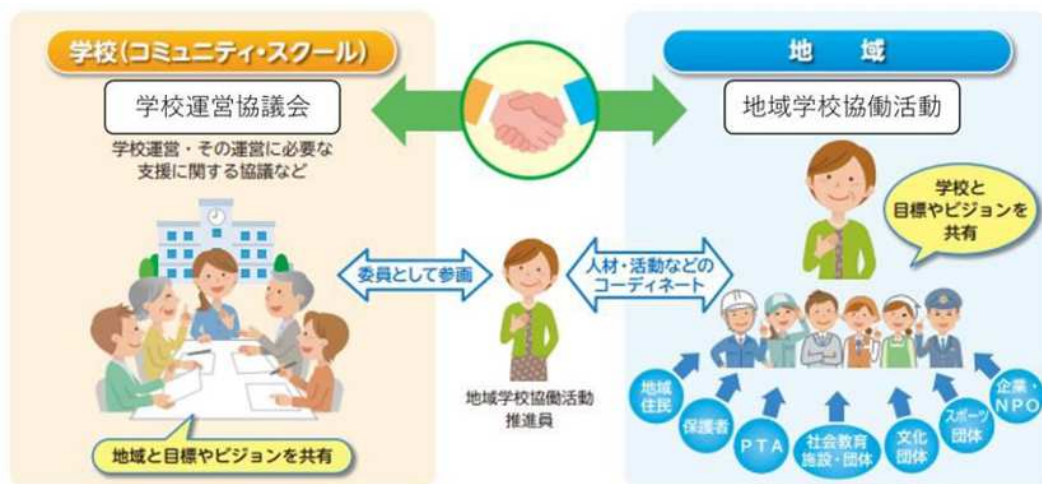 学校(コミュニティ・スクール)
学校運営協議会
学校運営・その運営に必要な
支援に関する協議など
地域と目標やビジョンを共有
委員として参画
地域学校協働活動
推進員
人材・活動などの
コーディネート
地　域
地域学校協働活動
学校と
目標やビジョンを
共有
地域
住民
保護者
PTA
社会教育
施設・団体
文化
団体
スポーツ
団体
企業・
NPO